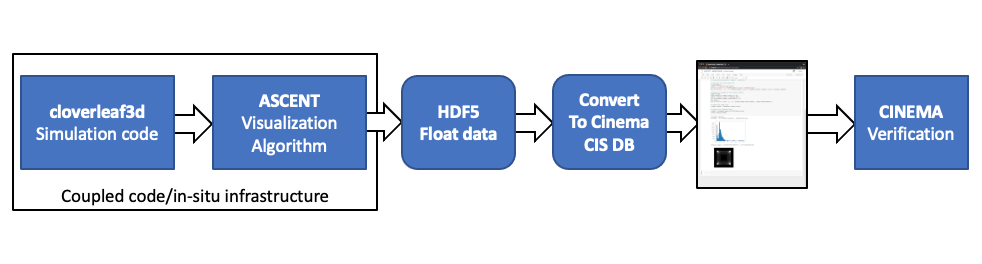 cloverleaf3d
Simulation code
ASCENT
Visualization
Algorithm
Coupled code/in-situ infrastructure
HDF5
Float data
Convert
To Cinema
CIS DB
CINEMA
Verification